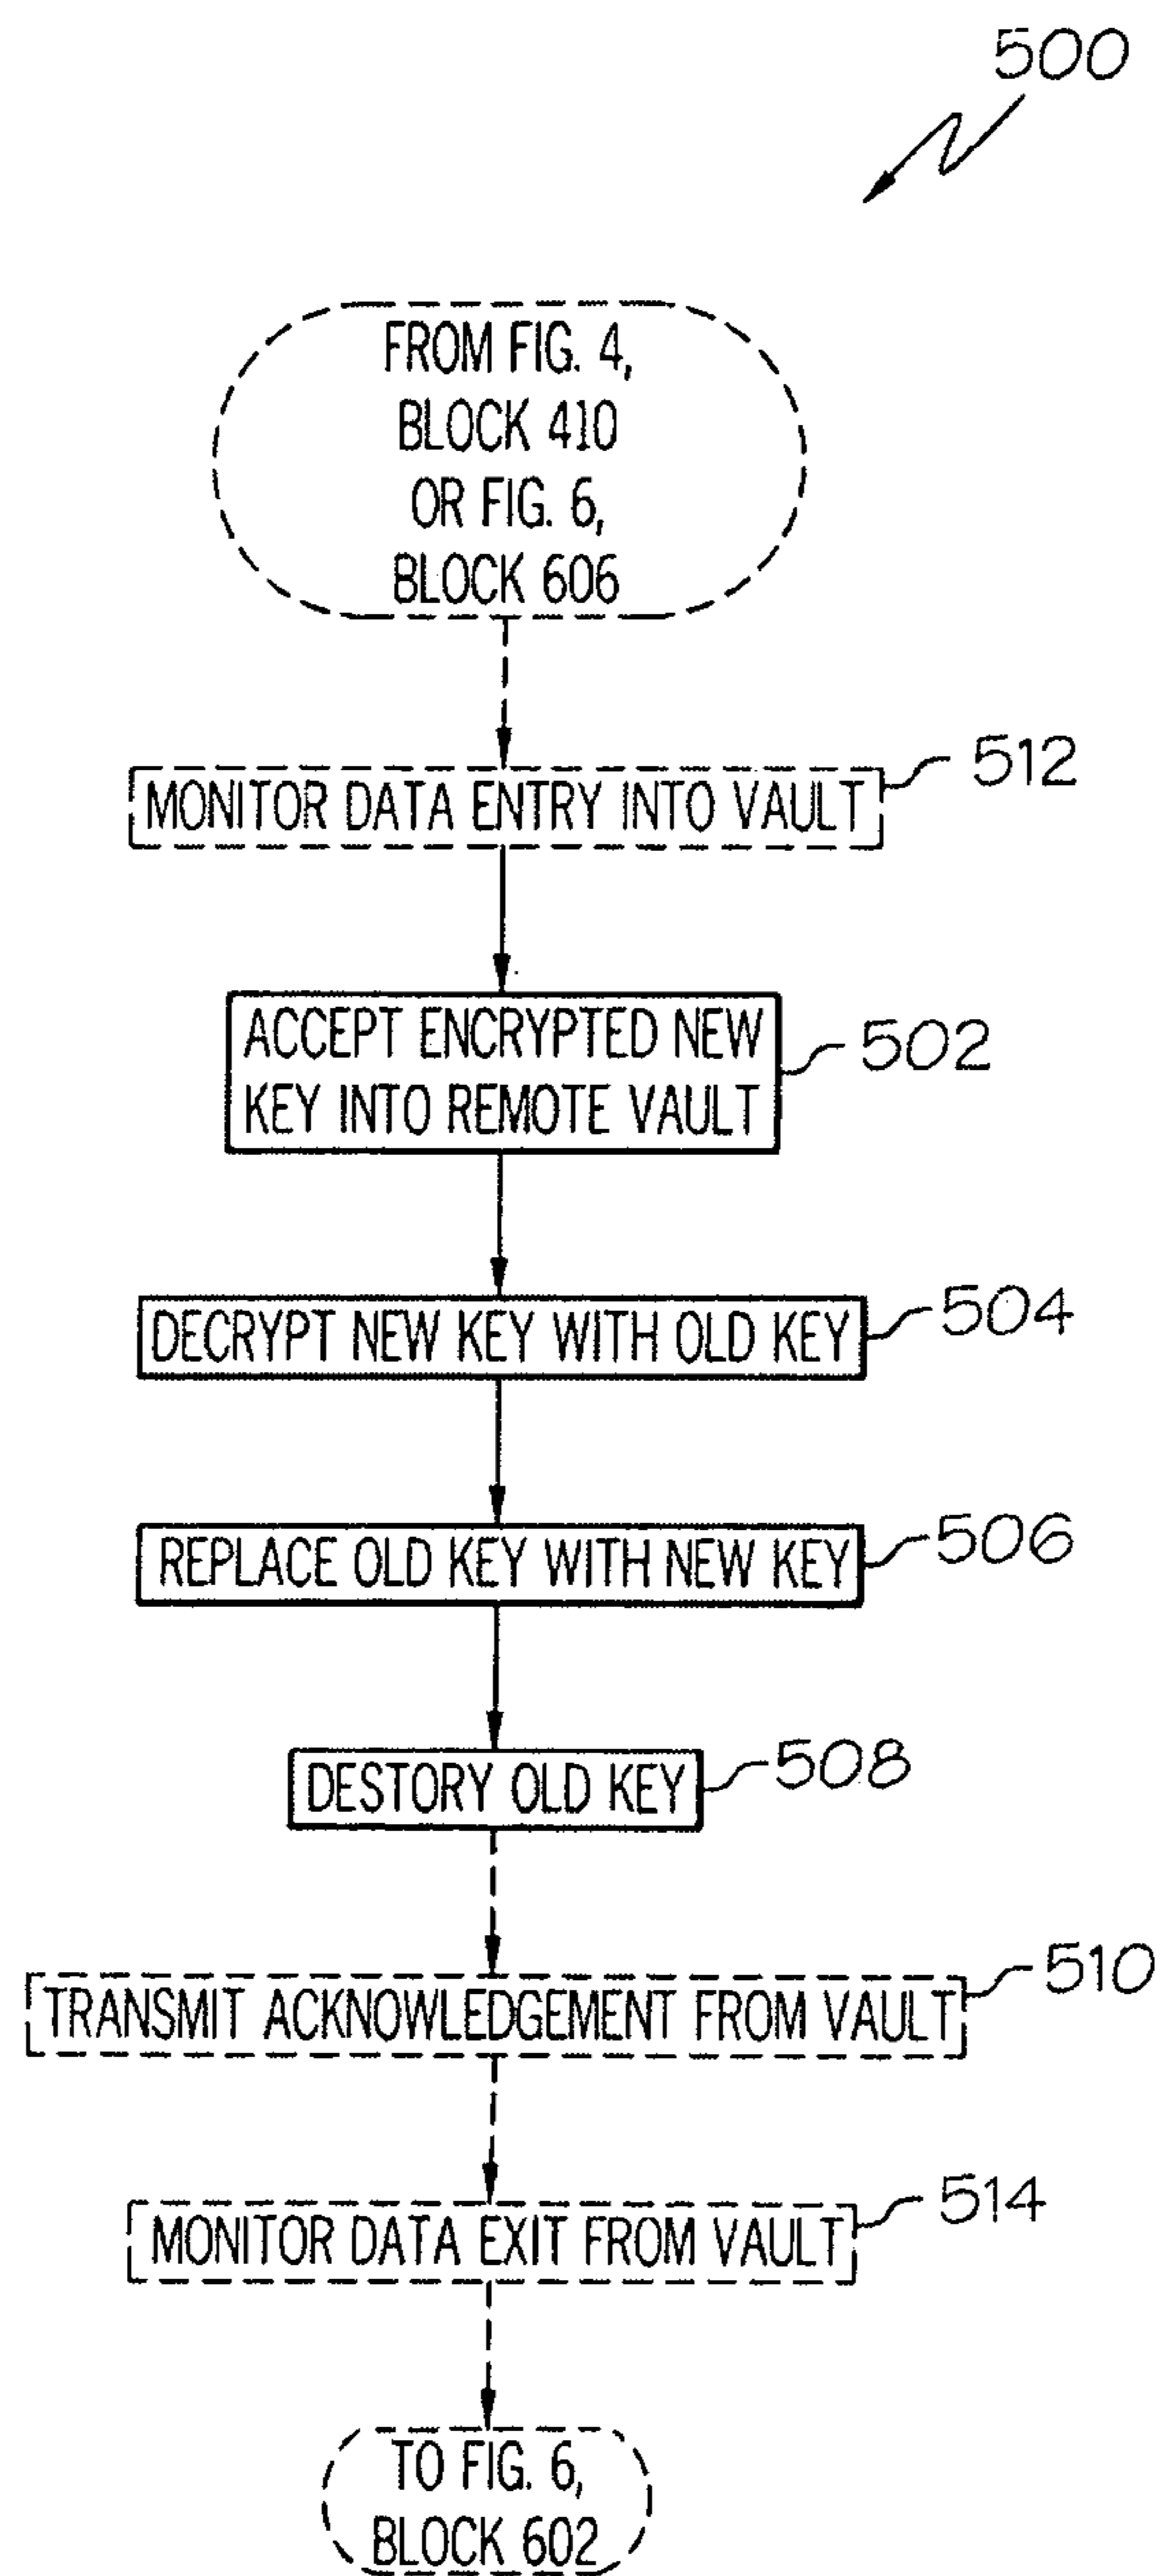 500
FROM FIG. 4,
BLOCK 410
OR FIG. 6,
BLOCK 606
MONITOR DATA ENTRY INTO VAULT
512
ACCEPT ENCRYPTED NEW
KEY INTO REMOTE VAULT
502
DECRYPT NEW KEY WITH OLD KEY
504
REPLACE OLD KEY WITH NEW KEY
506
DESTORY OLD KEY
508
TRANSMIT ACKNOWLEDGEMENT FROM VAULT
510
MONITOR DATA EXIT FROM VAULT
514
TO FIG. 6,
BLOCK 602